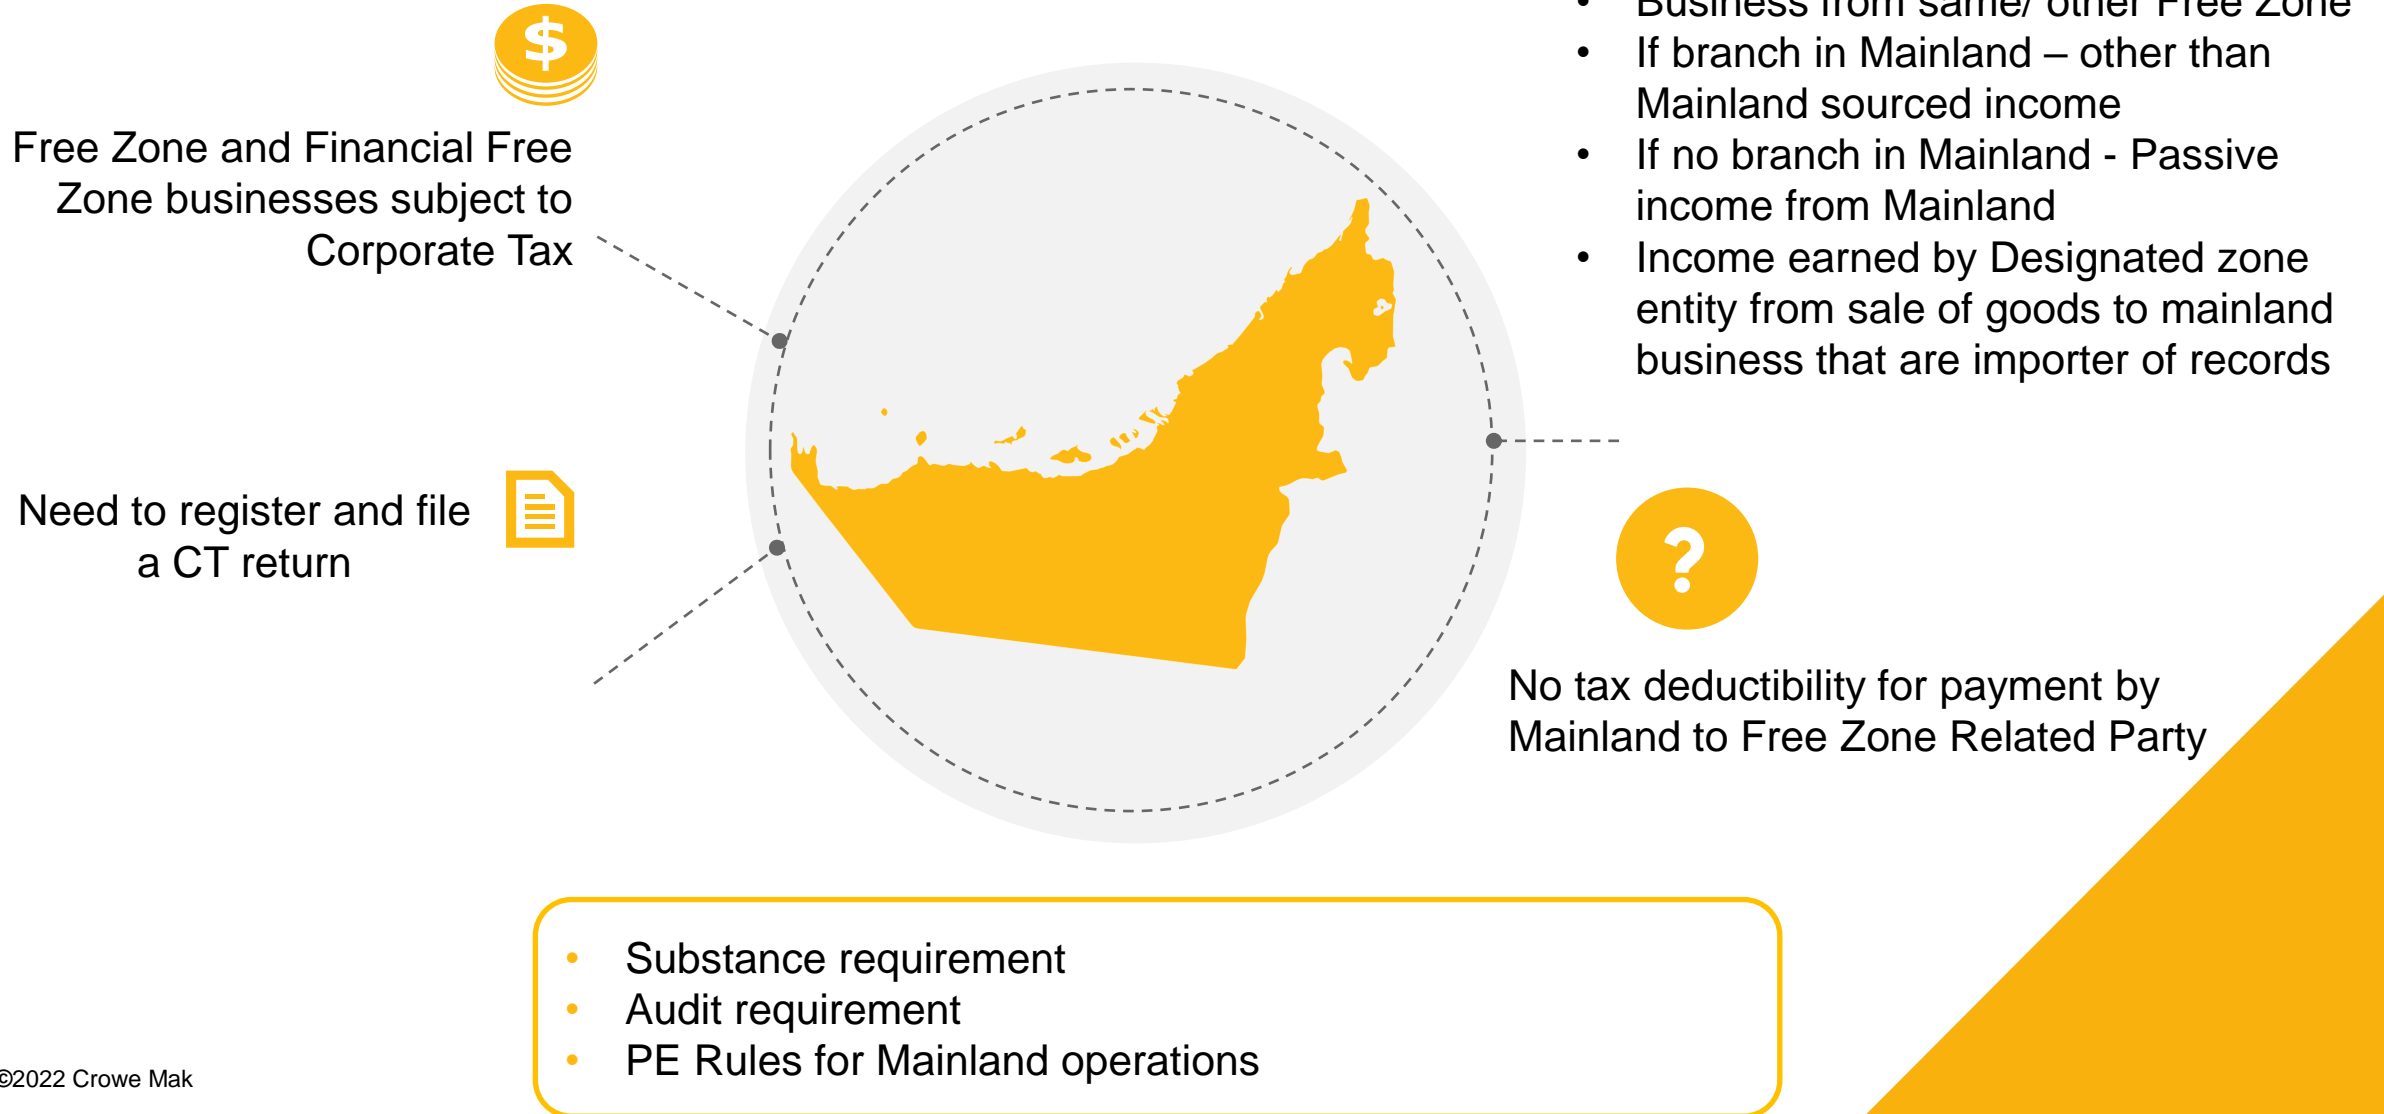 Free Zone and Financial Free
Zone businesses subject to
Corporate Tax
Need to register and file
a CT return
• Business from same/ other Free Zone
• If branch in Mainland – other than
Mainland sourced income
• If no branch in Mainland - Passive
income from Mainland
• Income earned by Designated zone
entity from sale of goods to mainland
business that are importer of records
No tax deductibility for payment by
Mainland to Free Zone Related Party
• Substance requirement
• Audit requirement
• PE Rules for Mainland operations
©2022 Crowe Mak